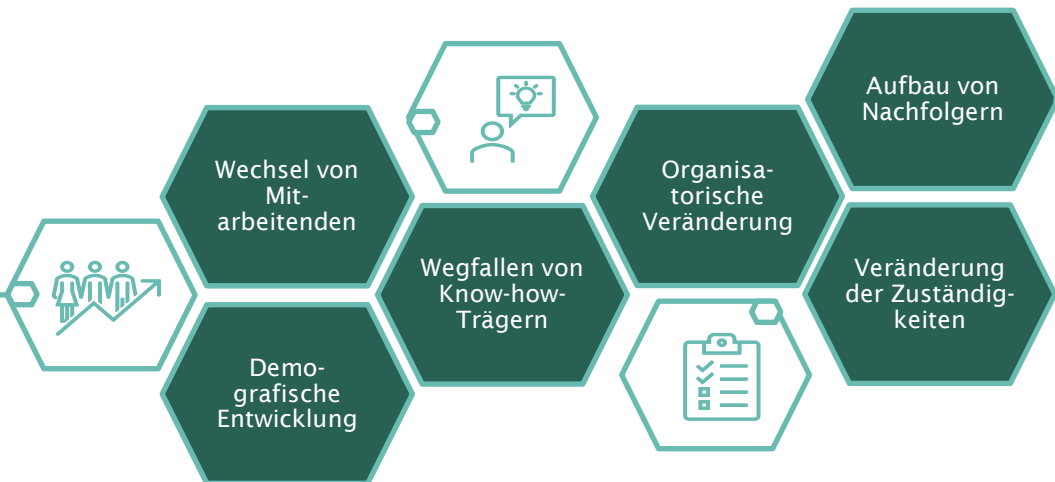 Wechsel von
Mit-
arbeitenden
Demo-
grafische
Entwicklung
Wegfallen von
Know-how-
Trägern
Organisa-
torische
Veränderung
Aufbau von
Nachfolgern
Veränderung
der Zuständig-
keiten